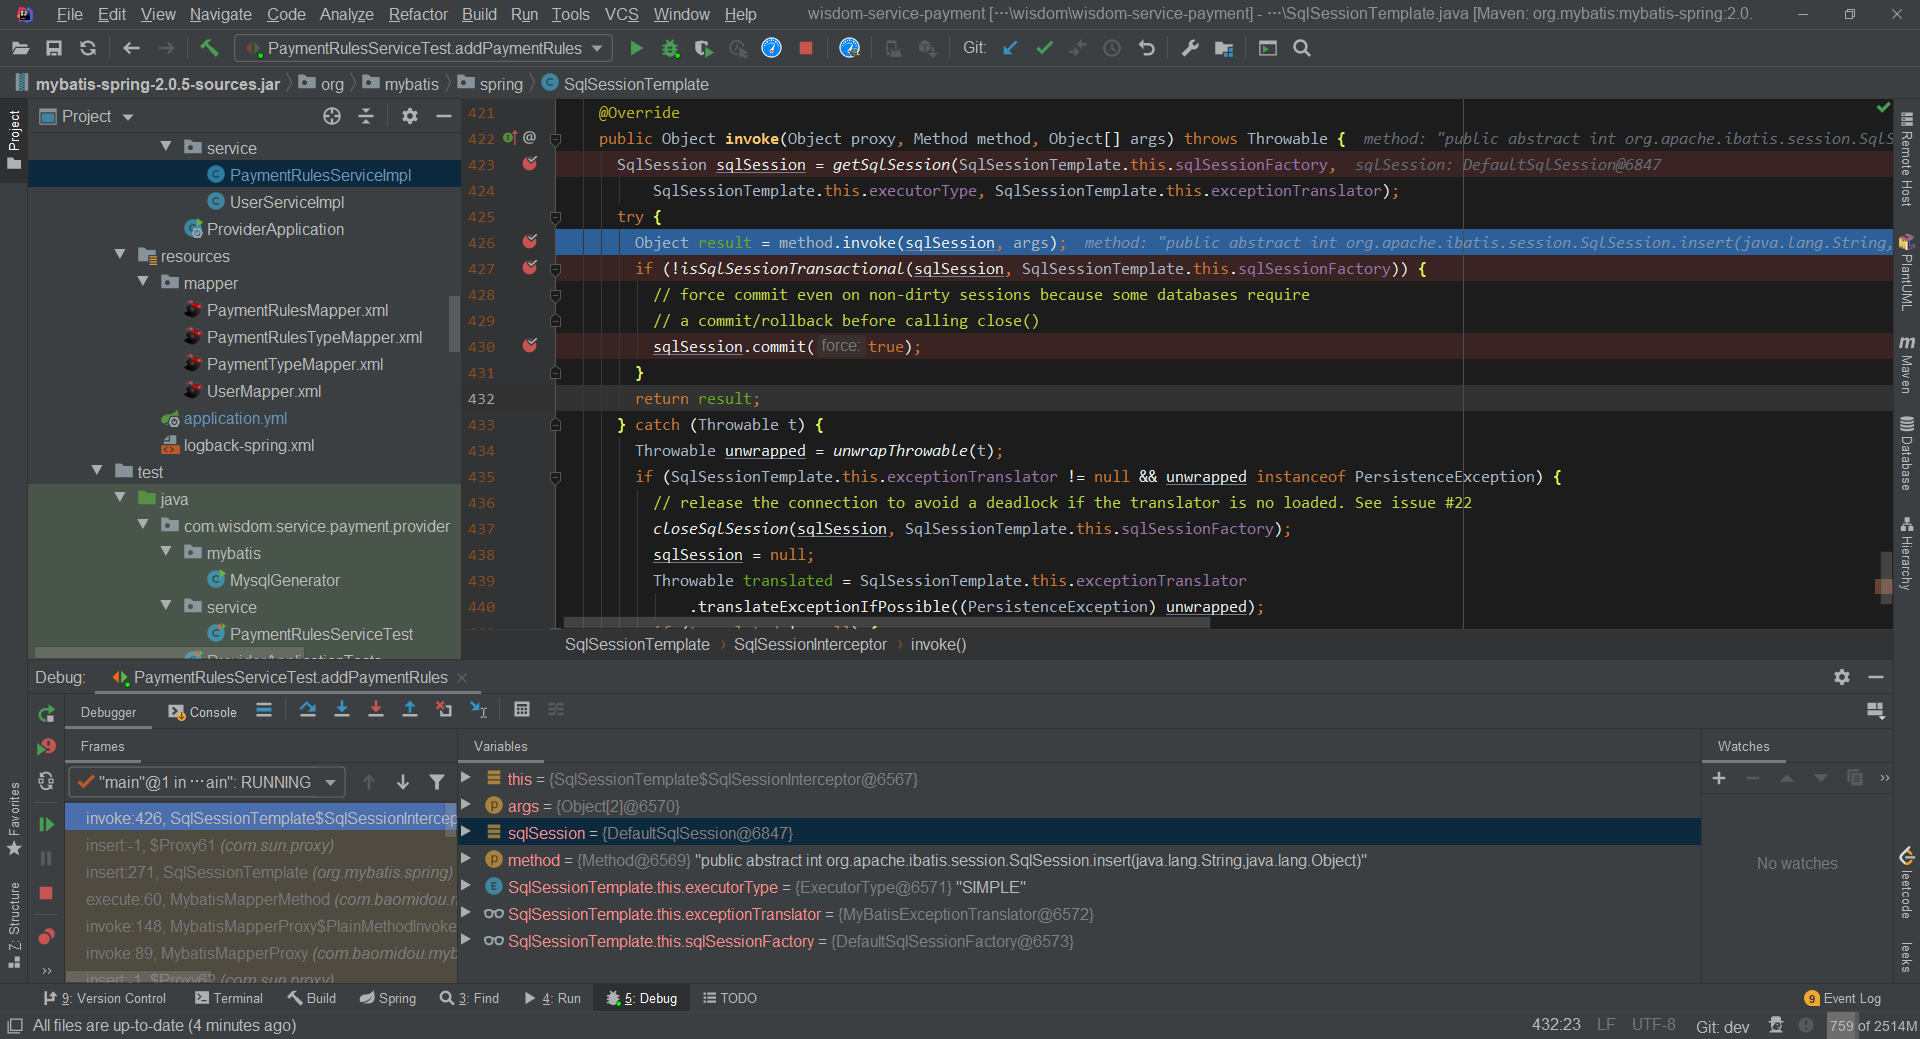 File Edit View Navigate Code Analyze Refactor Build Run Tools VCS Window Help wisdom-service-payment [···\wisdom\wisdom-service-payment] - ···\SqlSessionTemplate.java [Maven: org.mybatis:mybatis-spring:2.0.
PaymentRulesServiceTest.addPaymentRules Git:
mybatis-spring-2.0.5-sources.jar org mybatis spring SqlSessionTemplate
Project
Project
service
PaymentRulesServiceImpl
UserServiceImpl
ProviderApplication
resources
mapper
PaymentRulesMapper.xml
PaymentRulesTypeMapper.xml
PaymentTypeMapper.xml
UserMapper.xml
application.yml
logback-spring.xml
test
java
com.wisdom.service.payment.provider
mybatis
MysqlGenerator
service
PaymentRulesServiceTest
ProviderApplicationTests
421 @Override
422 public Object invoke(Object proxy, Method method, Object[] args) throws Throwable { method: "public abstract int org.apache.ibatis.session.SqlS
423 SqlSession sqlSession = getSqlSession(SqlSessionTemplate.this.sqlSessionFactory, sqlSession: DefaultSqlSession@6847
424 SqlSessionTemplate.this.executorType, SqlSessionTemplate.this.exceptionTranslator);
425 try {
426 Object result = method.invoke(sqlSession, args); method: "public abstract int org.apache.ibatis.session.SqlSession.insert(java.lang.String,
427 if (!isSqlSessionTransactional(sqlSession, SqlSessionTemplate.this.sqlSessionFactory)) {
428 // force commit even on non-dirty sessions because some databases require
429 // a commit/rollback before calling close()
430 sqlSession.commit( force: true);
431 }
432 return result;
433 } catch (Throwable t) {
434 Throwable unwrapped = unwrapThrowable(t);
435 if (SqlSessionTemplate.this.exceptionTranslator != null && unwrapped instanceof PersistenceException) {
436 // release the connection to avoid a deadlock if the translator is no loaded. See issue #22
437 closeSqlSession(sqlSession, SqlSessionTemplate.this.sqlSessionFactory);
438 sqlSession = null;
439 Throwable translated = SqlSessionTemplate.this.exceptionTranslator
440 .translateExceptionIfPossible((PersistenceException) unwrapped);
SqlSessionTemplate › SqlSessionInterceptor › invoke()
Remote Host
PlantUML
Maven
Database
Hierarchy
leetcode
leeks
Debug: PaymentRulesServiceTest.addPaymentRules
Debugger Console
Frames
"main"@1 in ···ain": RUNNING
invoke:426, SqlSessionTemplate$SqlSessionIntercep
insert:-1, $Proxy61 (com.sun.proxy)
insert:271, SqlSessionTemplate (org.mybatis.spring)
execute:60, MybatisMapperMethod (com.baomidou.m
invoke:148, MybatisMapperProxy$PlainMethodInvoke
invoke:89, MybatisMapperProxy (com.baomidou.myb
insert:-1, $Proxy62 (com.sun.proxy)
Variables
this = {SqlSessionTemplate$SqlSessionInterceptor@6567}
args = {Object[2]@6570}
sqlSession = {DefaultSqlSession@6847}
method = {Method@6569} "public abstract int org.apache.ibatis.session.SqlSession.insert(java.lang.String,java.lang.Object)"
SqlSessionTemplate.this.executorType = {ExecutorType@6571} "SIMPLE"
SqlSessionTemplate.this.exceptionTranslator = {MyBatisExceptionTranslator@6572}
SqlSessionTemplate.this.sqlSessionFactory = {DefaultSqlSessionFactory@6573}
Watches
No watches
Favorites
Z: Structure
9: Version Control Terminal Build Spring 3: Find 4: Run 5: Debug TODO 9 Event Log
All files are up-to-date (4 minutes ago) 432:23 LF UTF-8 Git: dev 759 of 2514M